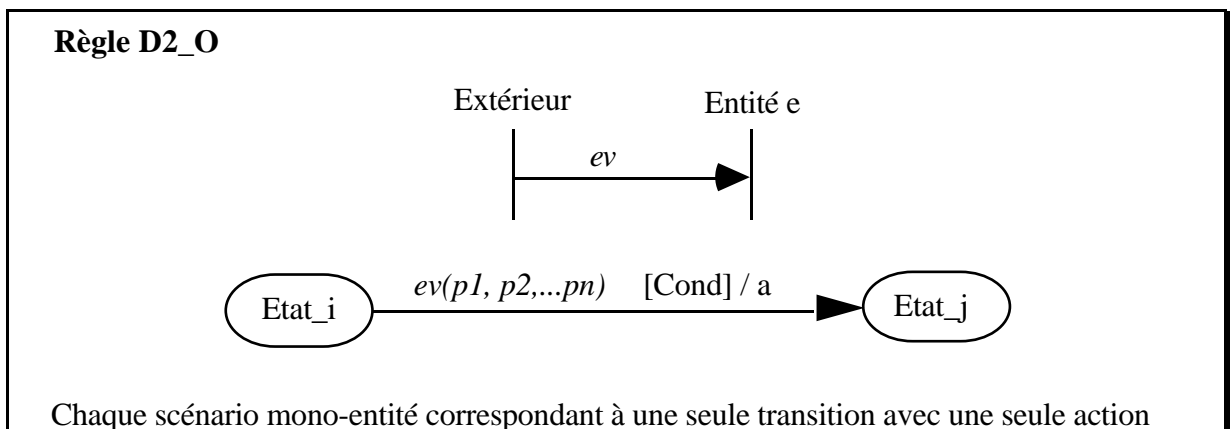 Règle D2_O
Extérieur Entité e
ev
ev(p1, p2,...pn) [Cond] / a
Etat_i Etat_j
Chaque scénario mono-entité correspondant à une seule transition avec une seule action